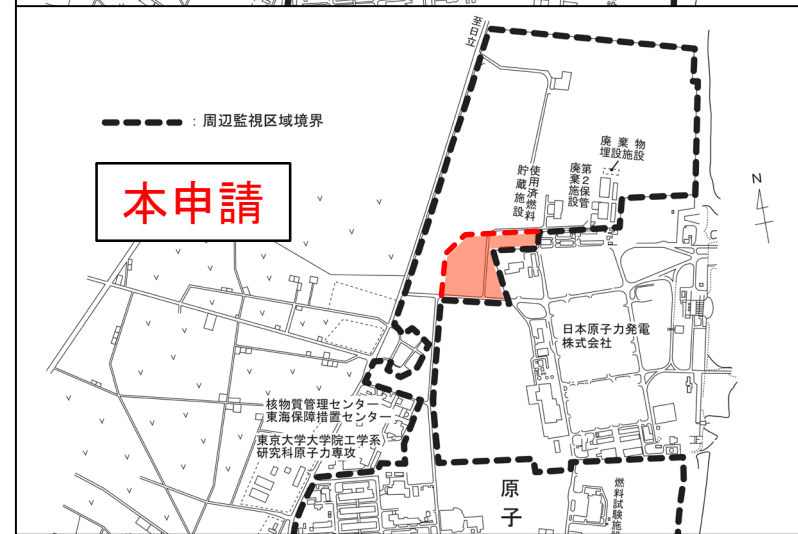 設
設
至日立
:周辺監視区域境界
本申請
廃棄物
埋設施設
第2保管
廃棄施設
使用済燃料
貯蔵施設
N
日本原子力発電
株式会社
核物質管理センター
東海保障措置センター
東京大学大学院工学系
研究科原子力専攻
原子
燃料試験施設